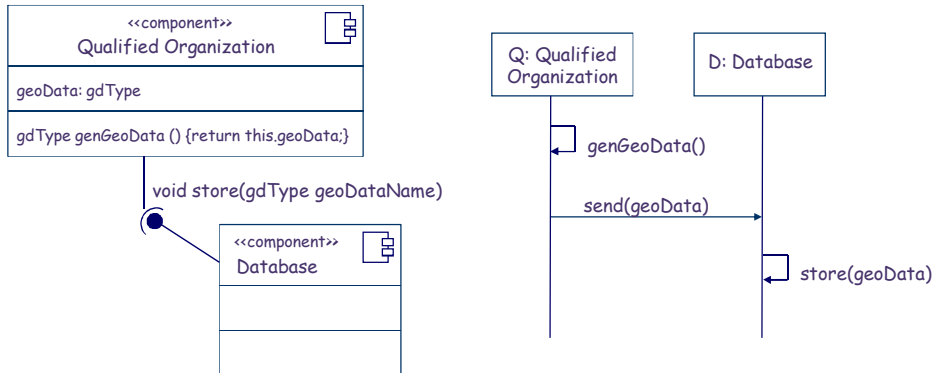 <<component>>
Qualified Organization
geoData: gdType
gdType genGeoData () {return this.geoData;}
void store(gdType geoDataName)
<<component>>
Database
Q: Qualified
Organization
D: Database
genGeoData()
send(geoData)
store(geoData)